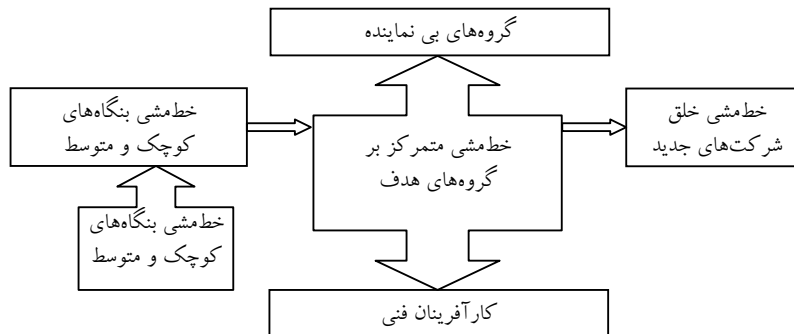 گروه‌های بی نماینده
خط‌مشی خلق
شرکت‌های جدید
خط‌مشی متمرکز بر
گروه‌های هدف
خط‌مشی بنگاه‌های
کوچک و متوسط
خط‌مشی بنگاه‌های
کوچک و متوسط
کارآفرینان فنی